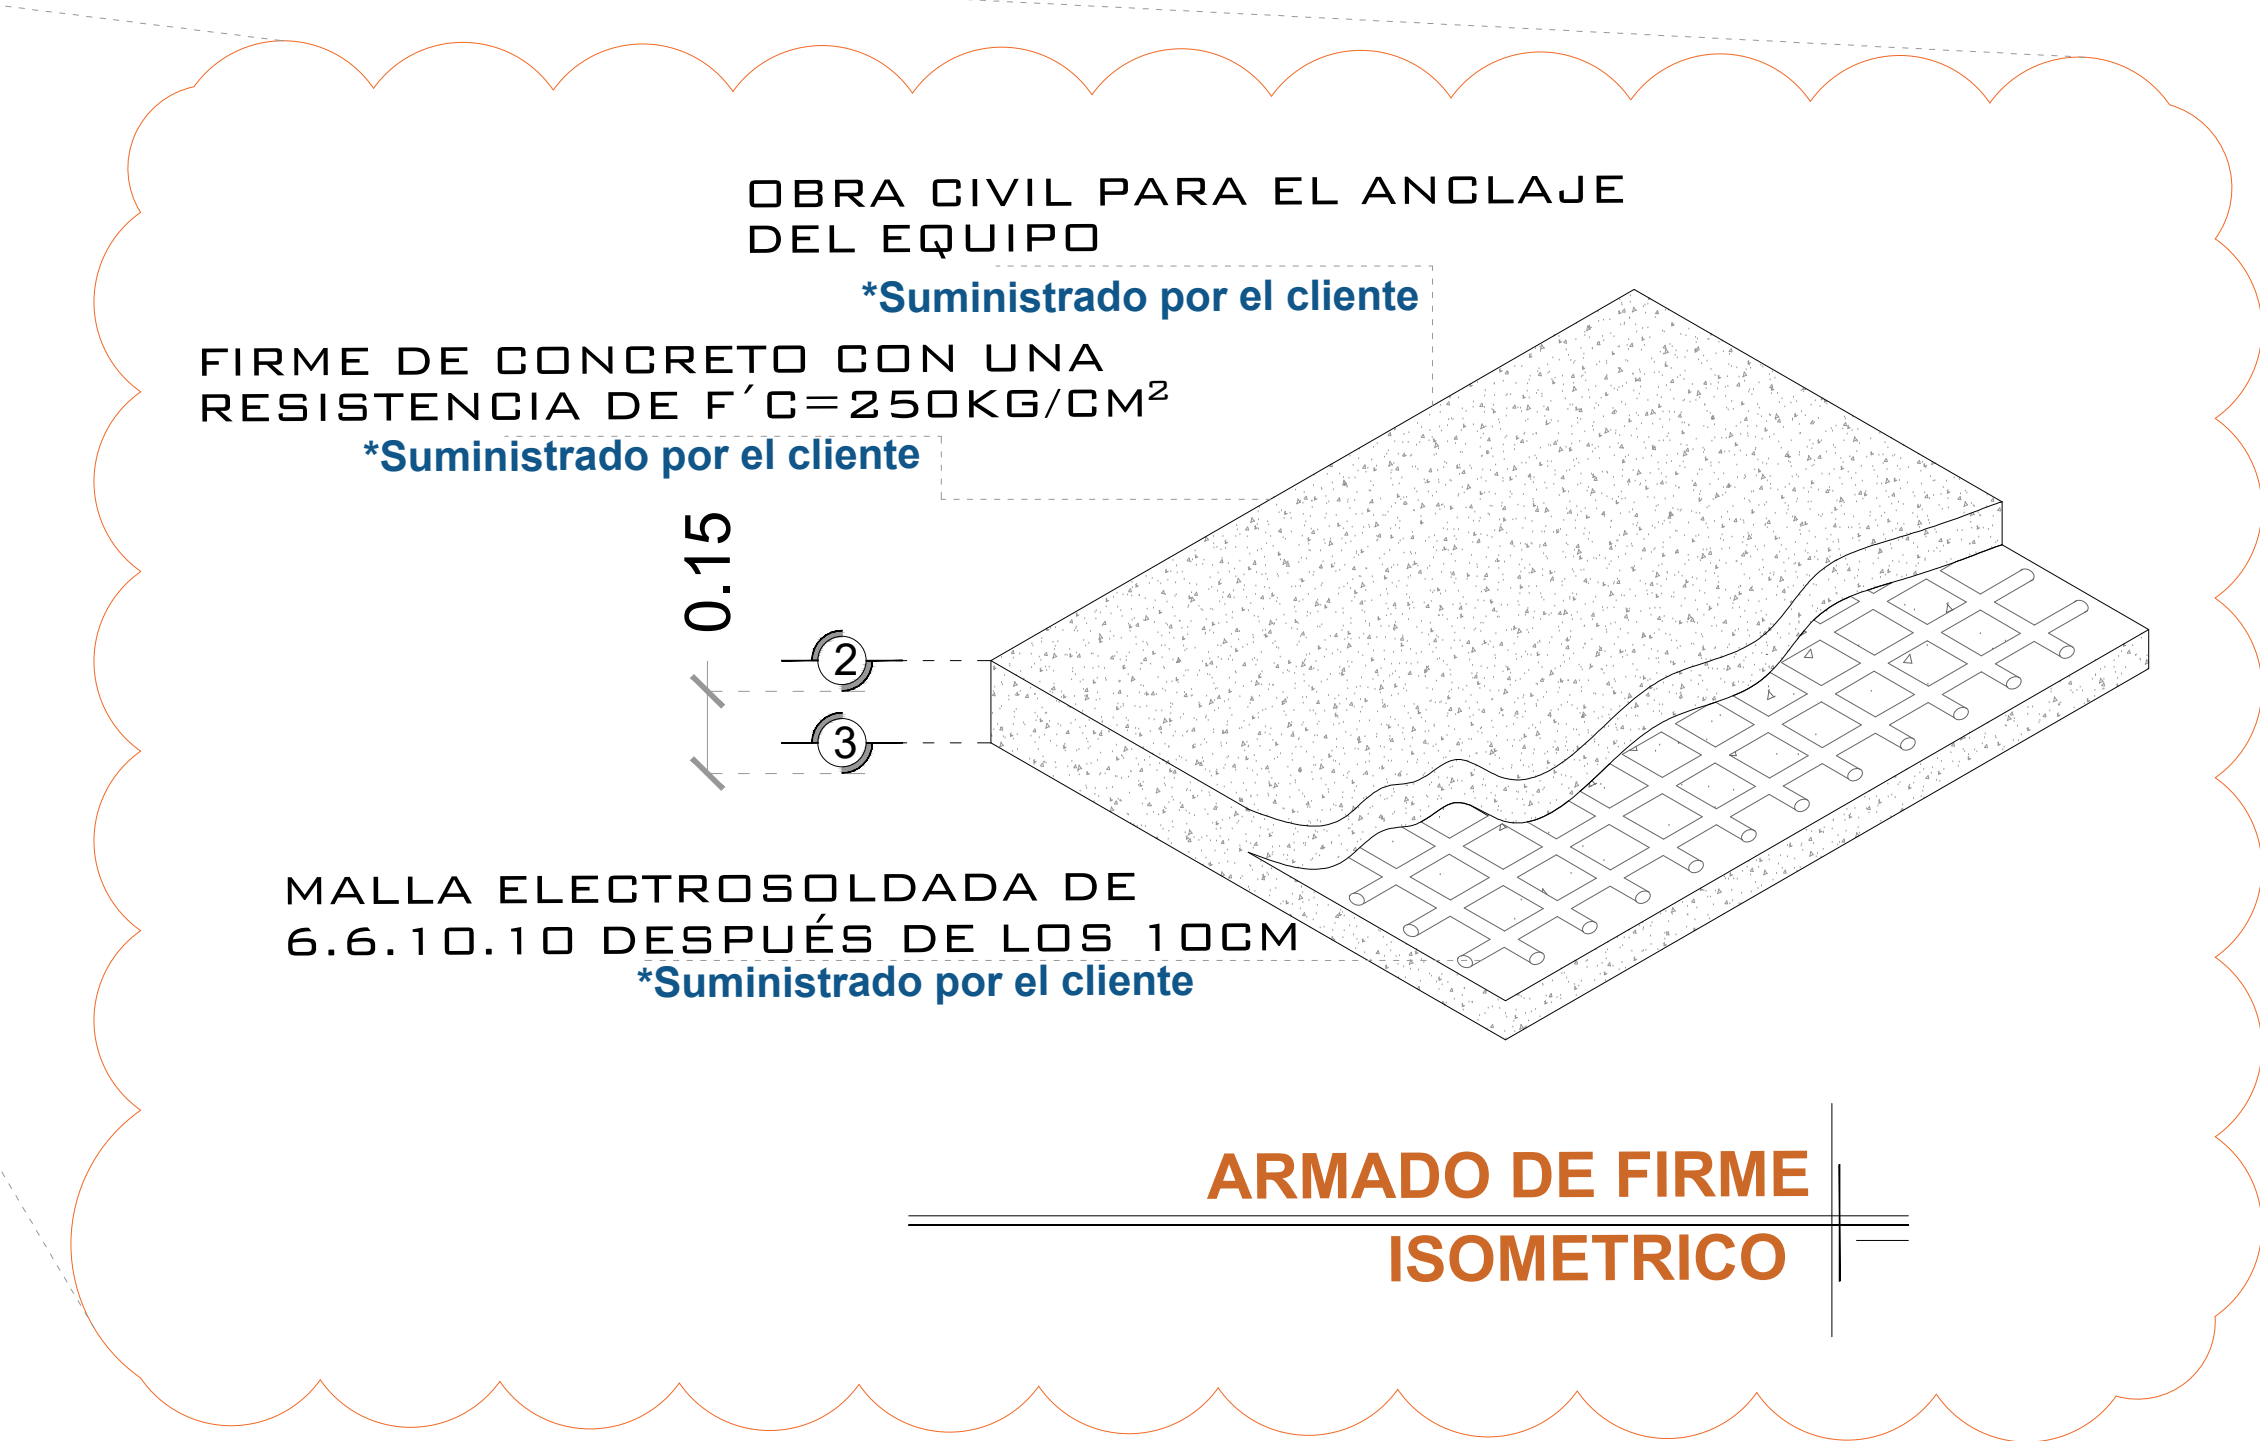 OBRA CIVIL PARA EL ANCLAJE
DEL EQUIPO
*Suministrado por el cliente
FIRME DE CONCRETO CON UNA
RESISTENCIA DE F´C=250KG/CM²
*Suministrado por el cliente
0.15
2
3
MALLA ELECTROSOLDADA DE
6.6.10.10 DESPUÉS DE LOS 10CM
*Suministrado por el cliente
ARMADO DE FIRME
ISOMETRICO